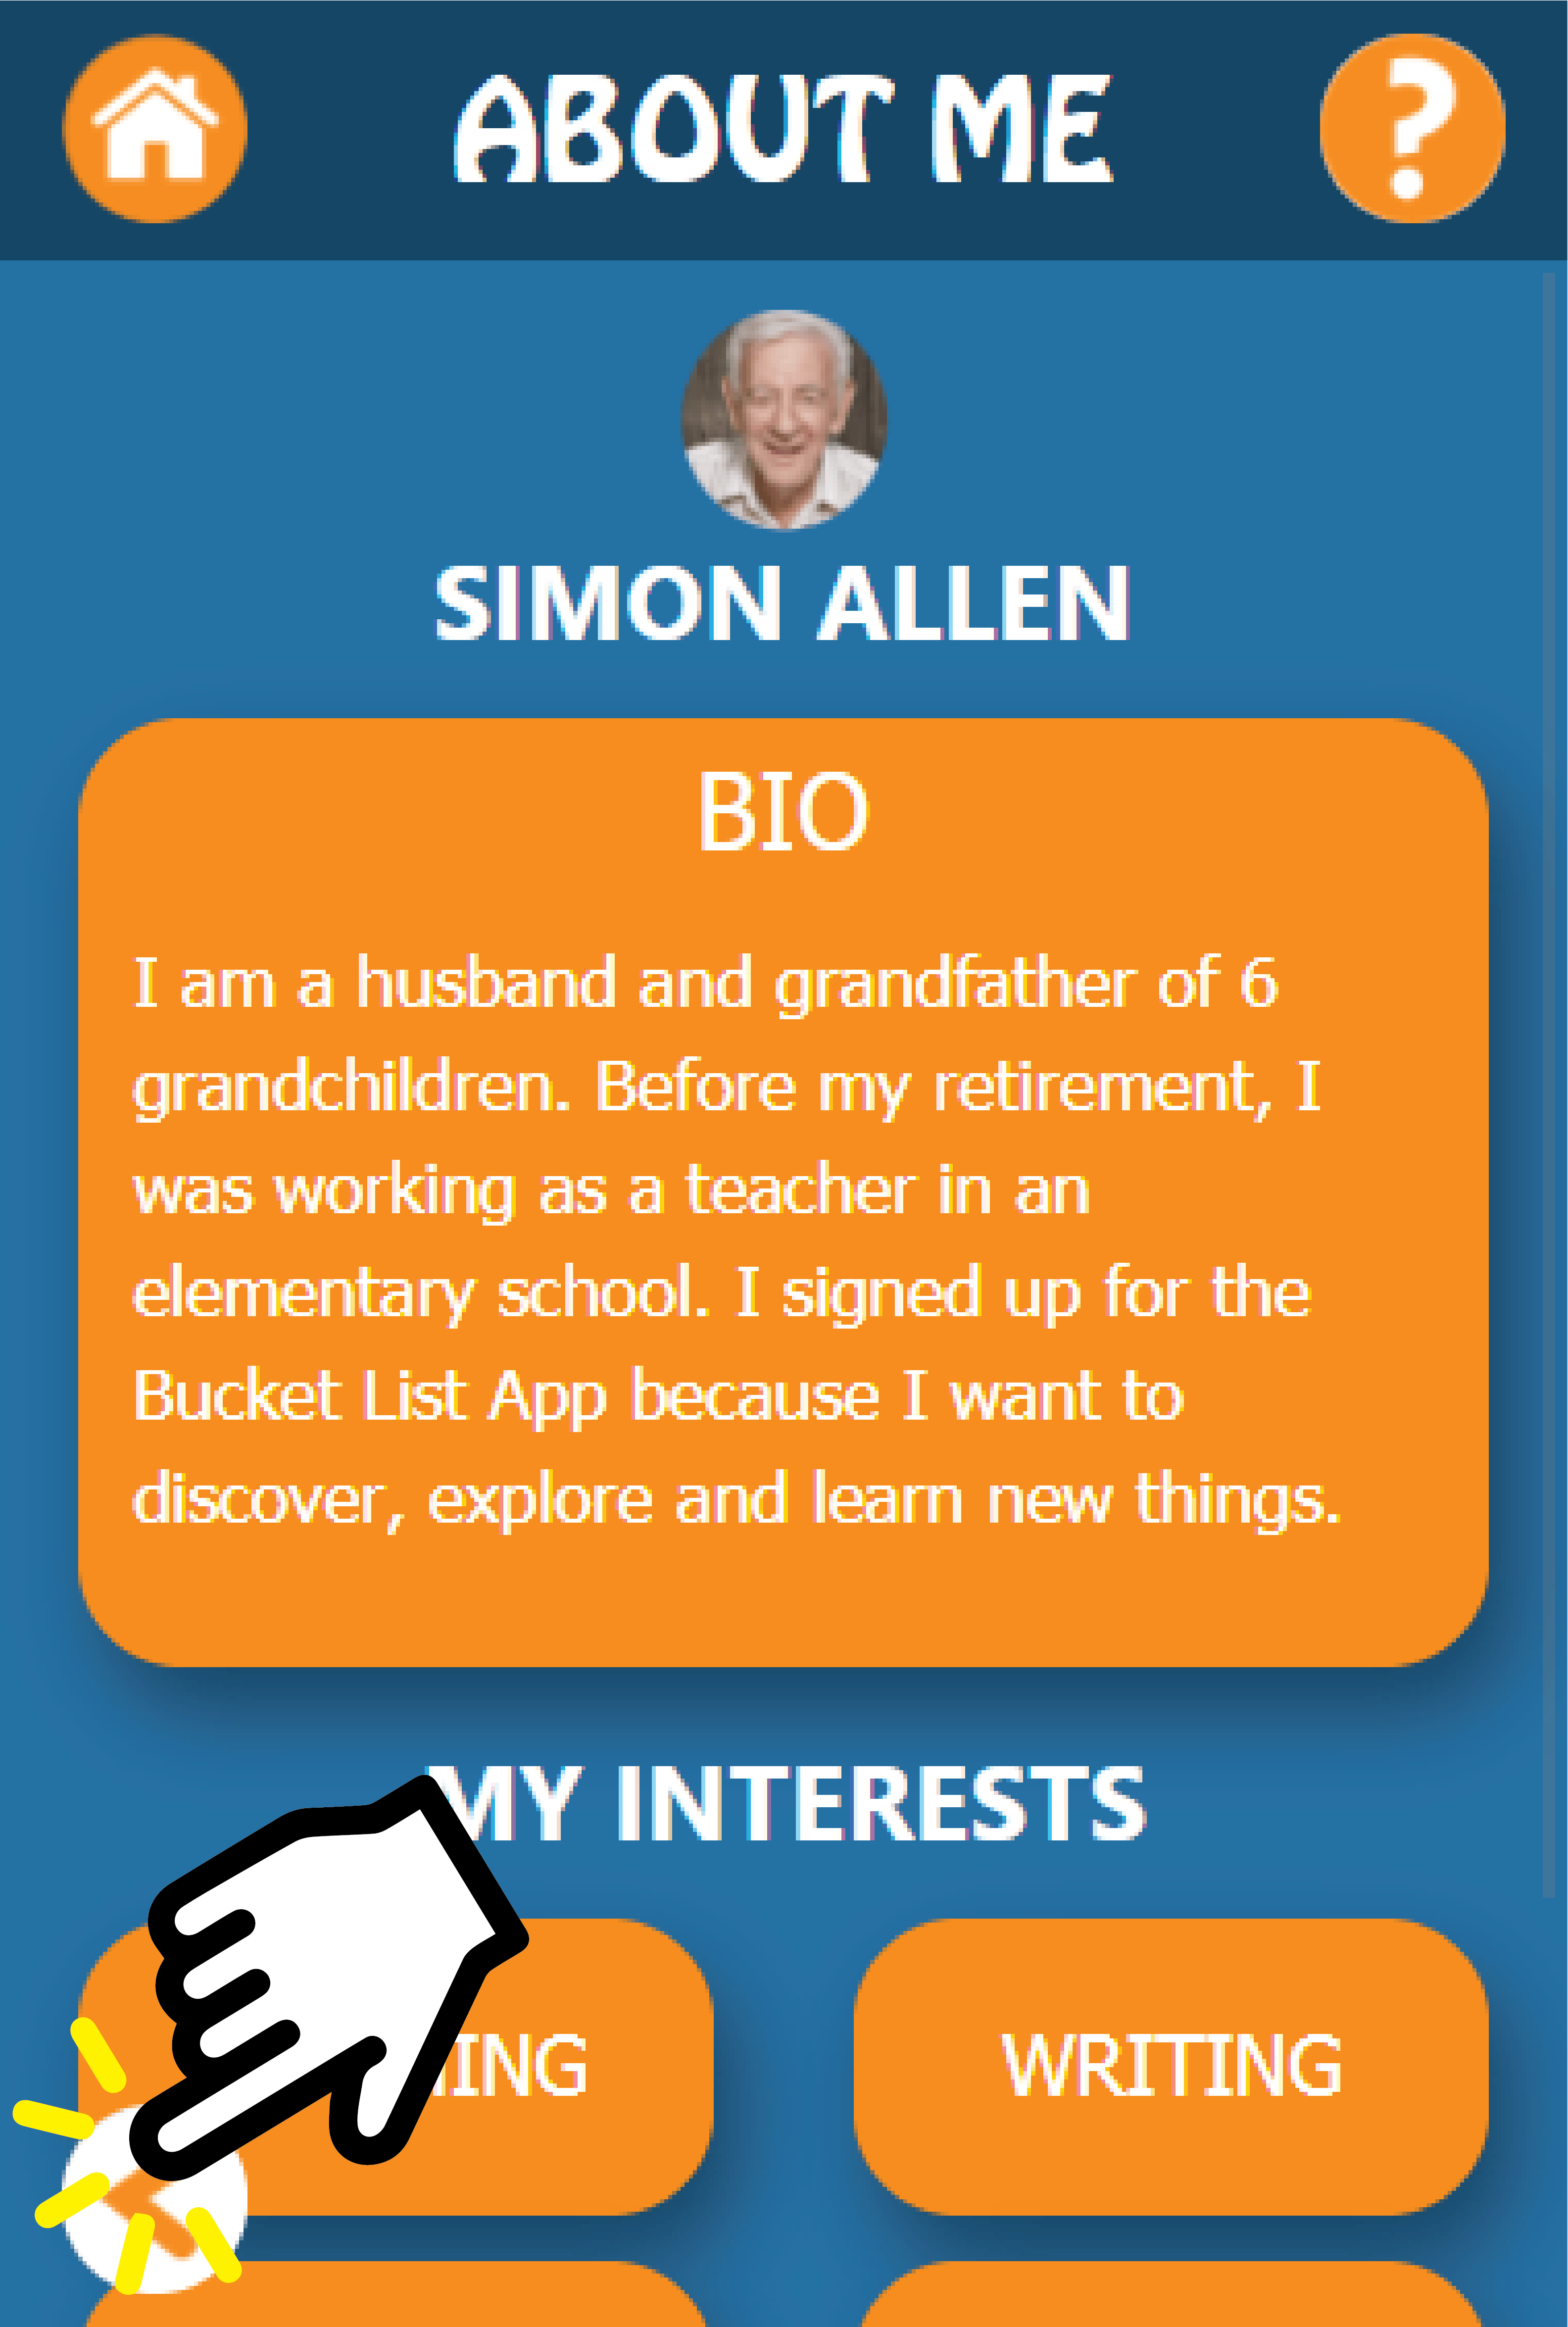 ABOUT ME
?
SIMON ALLEN
BIO
I am a husband and grandfather of 6
grandchildren. Before my retirement, I
was working as a teacher in an
elementary school. I signed up for the
Bucket List App because I want to
discover, explore and learn new things.
MY INTERESTS
WRITING